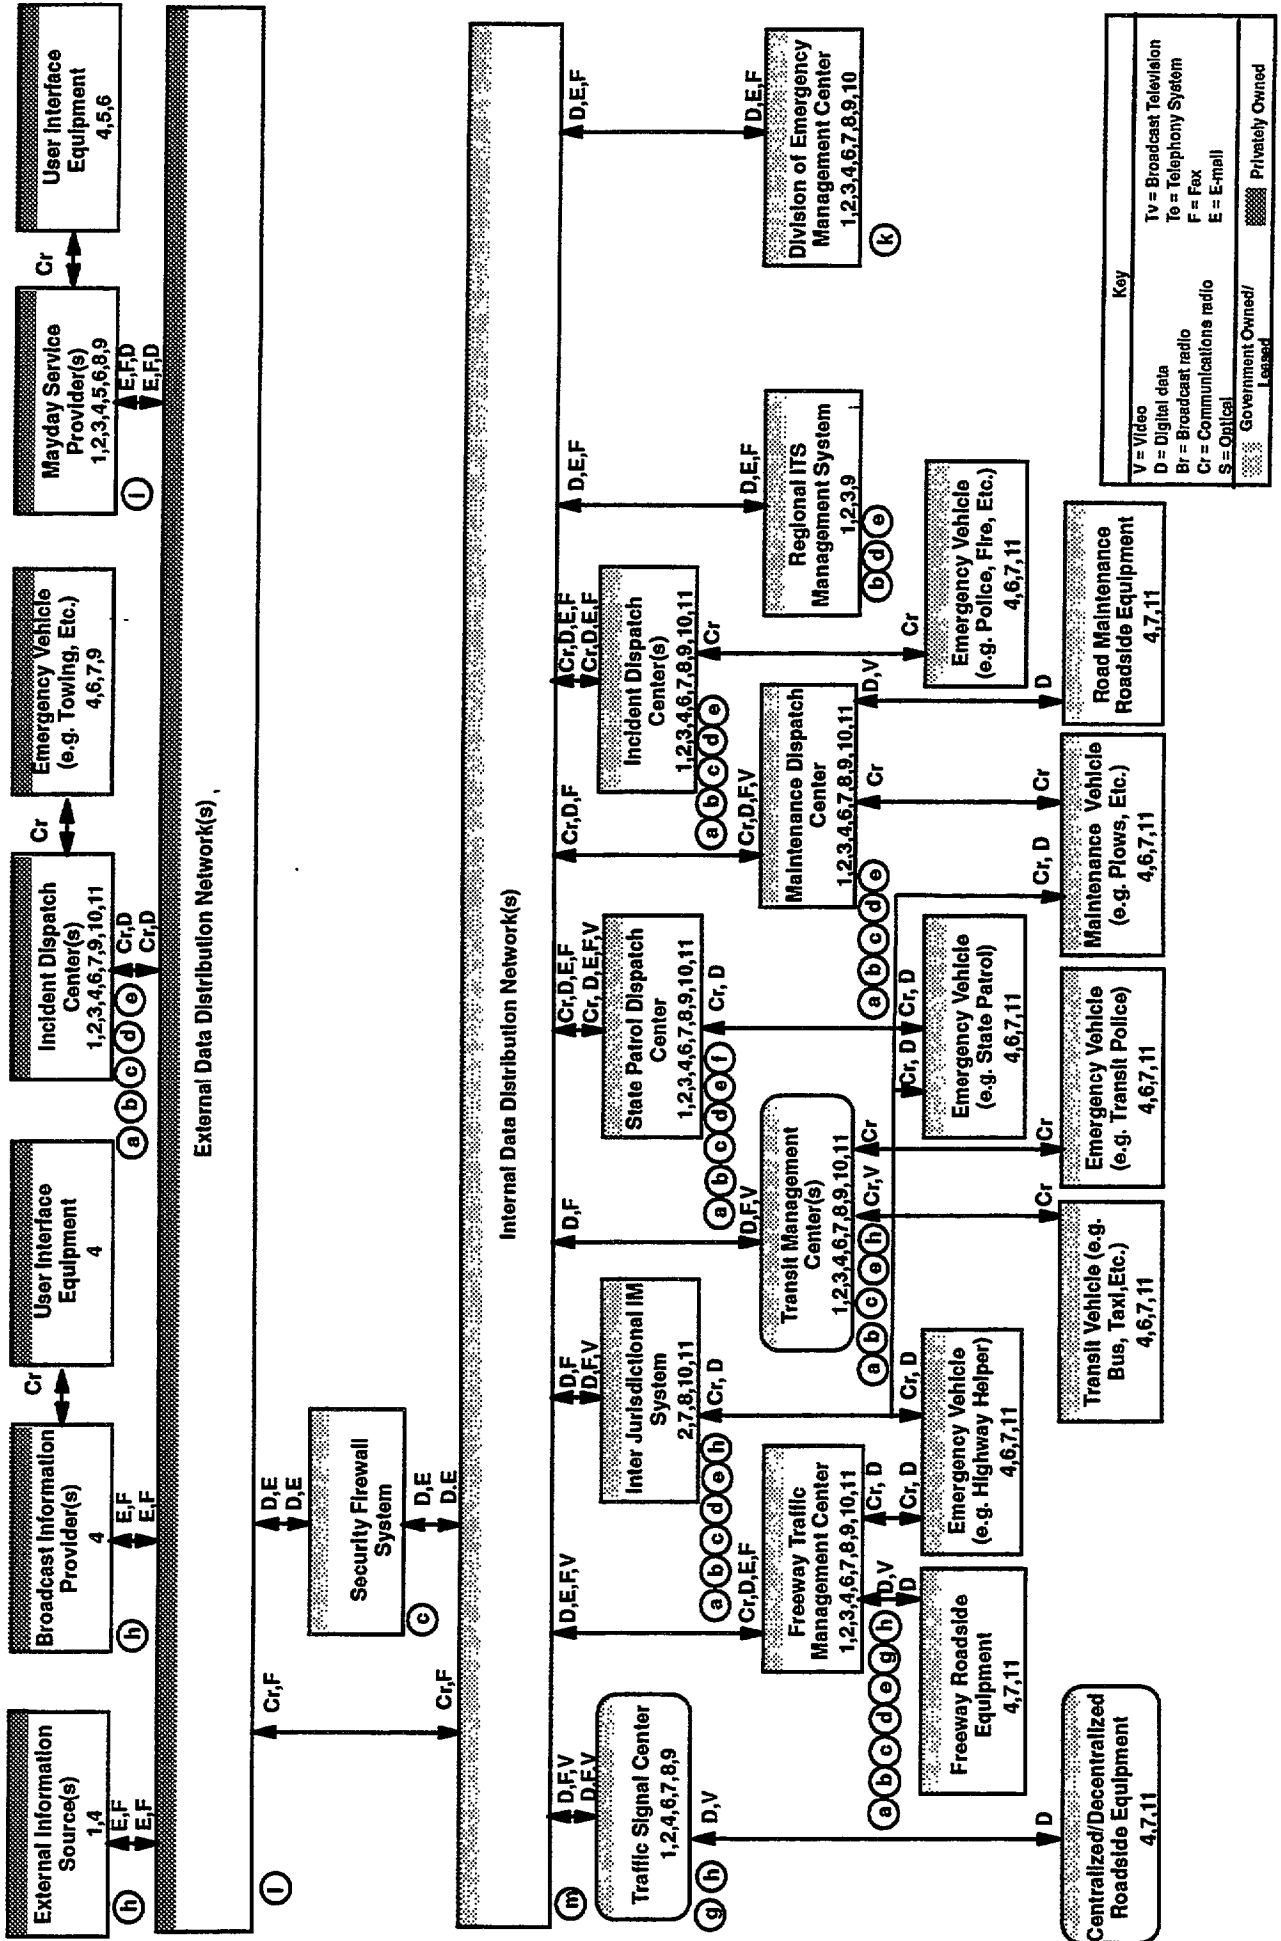 External Information
Source(s)
1,4
E,F
E,F
h
Broadcast Information
Provider(s)
4
E,F
E,F
h
Cr
User Interface
Equipment
4
Incident Dispatch
Center(s)
1,2,3,4,6,7,9,10,11
Cr,D
Cr,D
a b c d e
Cr
Emergency Vehicle
(e.g. Towing, Etc.)
4,6,7,9
Mayday Service
Provider(s)
1,2,3,4,5,6,8,9
E,F,D
E,F,D
i
Cr
User Interface
Equipment
4,5,6
External Data Distribution Network(s)
l
Cr,F
Cr,F
D,E
D,E
Security Firewall
System
c
D,E
D.E
Internal Data Distribution Network(s)
m
D,F,V
D,F,V
Traffic Signal Center
1,2,4,6,7,8,9
g h
D,V
D
Centralized/Decentralized
Roadside Equipment
4,7,11
D,E,F,V
Cr,D,E,F
Freeway Traffic
Management Center
1,2,3,4,6,7,8,9,10,11
a b c d e g h
D,V
D
Freeway Roadside
Equipment
4,7,11
Cr, D
Cr, D
Emergency Vehicle
(e.g. Highway Helper)
4,6,7,11
D,F
D,F,V
Inter Jurisdictional IM
System
2,7,8,10,11
a b c d e h
Cr, D
Cr, D
D,F
D,F,V
Transit Management
Center(s)
1,2,3,4,6,7,8,9,10,11
a b c e h
Cr,V
Cr
Transit Vehicle (e.g.
Bus, Taxi,Etc.)
4,6,7,11
Cr
Cr
Emergency Vehicle
(e.g. Transit Police)
4,6,7,11
Cr,D,E,F
Cr, D,E,F,V
State Patrol Dispatch
Center
1,2,3,4,6,7,8,9,10,11
a b c d e f
Cr, D
Cr, D
Cr, D
Emergency Vehicle
(e.g. State Patrol)
4,6,7,11
Cr,D,F
Cr,D,F,V
Maintenance Dispatch
Center
1,2,3,4,6,7,8,9,10,11
a b c d e
Cr
Cr
Cr, D
Maintenance Vehicle
(e.g. Plows, Etc.)
4,6,7,11
D,V
D
Road Maintenance
Roadside Equipment
4,7,11
Cr,D,E,F
Cr,D,E,F
Incident Dispatch
Center(s)
1,2,3,4,6,7,8,9,10,11
a b c d e
Cr
Cr
Emergency Vehicle
(e.g. Police, Fire, Etc.)
4,6,7,11
D,E,F
D,E,F
Regional ITS
Management System
1,2,3,9
b d e
D,E,F
D,E,F
Division of Emergency
Management Center
1,2,3,4,6,7,8,9,10
k
Key
V = Video
D = Digital data
Br = Broadcast radio
Cr = Communications radio
S = Optical
Tv = Broadcast Television
Te = Telephony System
F = Fax
E = E-mail
Government Owned/
Leased
Privately Owned